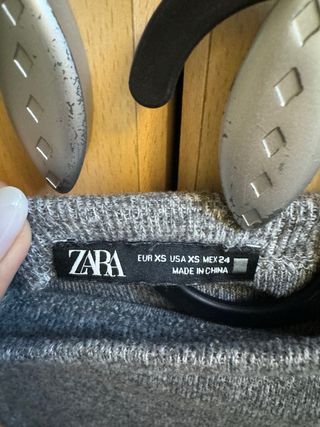 ZARA
EUR XS USA XS MEX 24
MADE IN CHINA